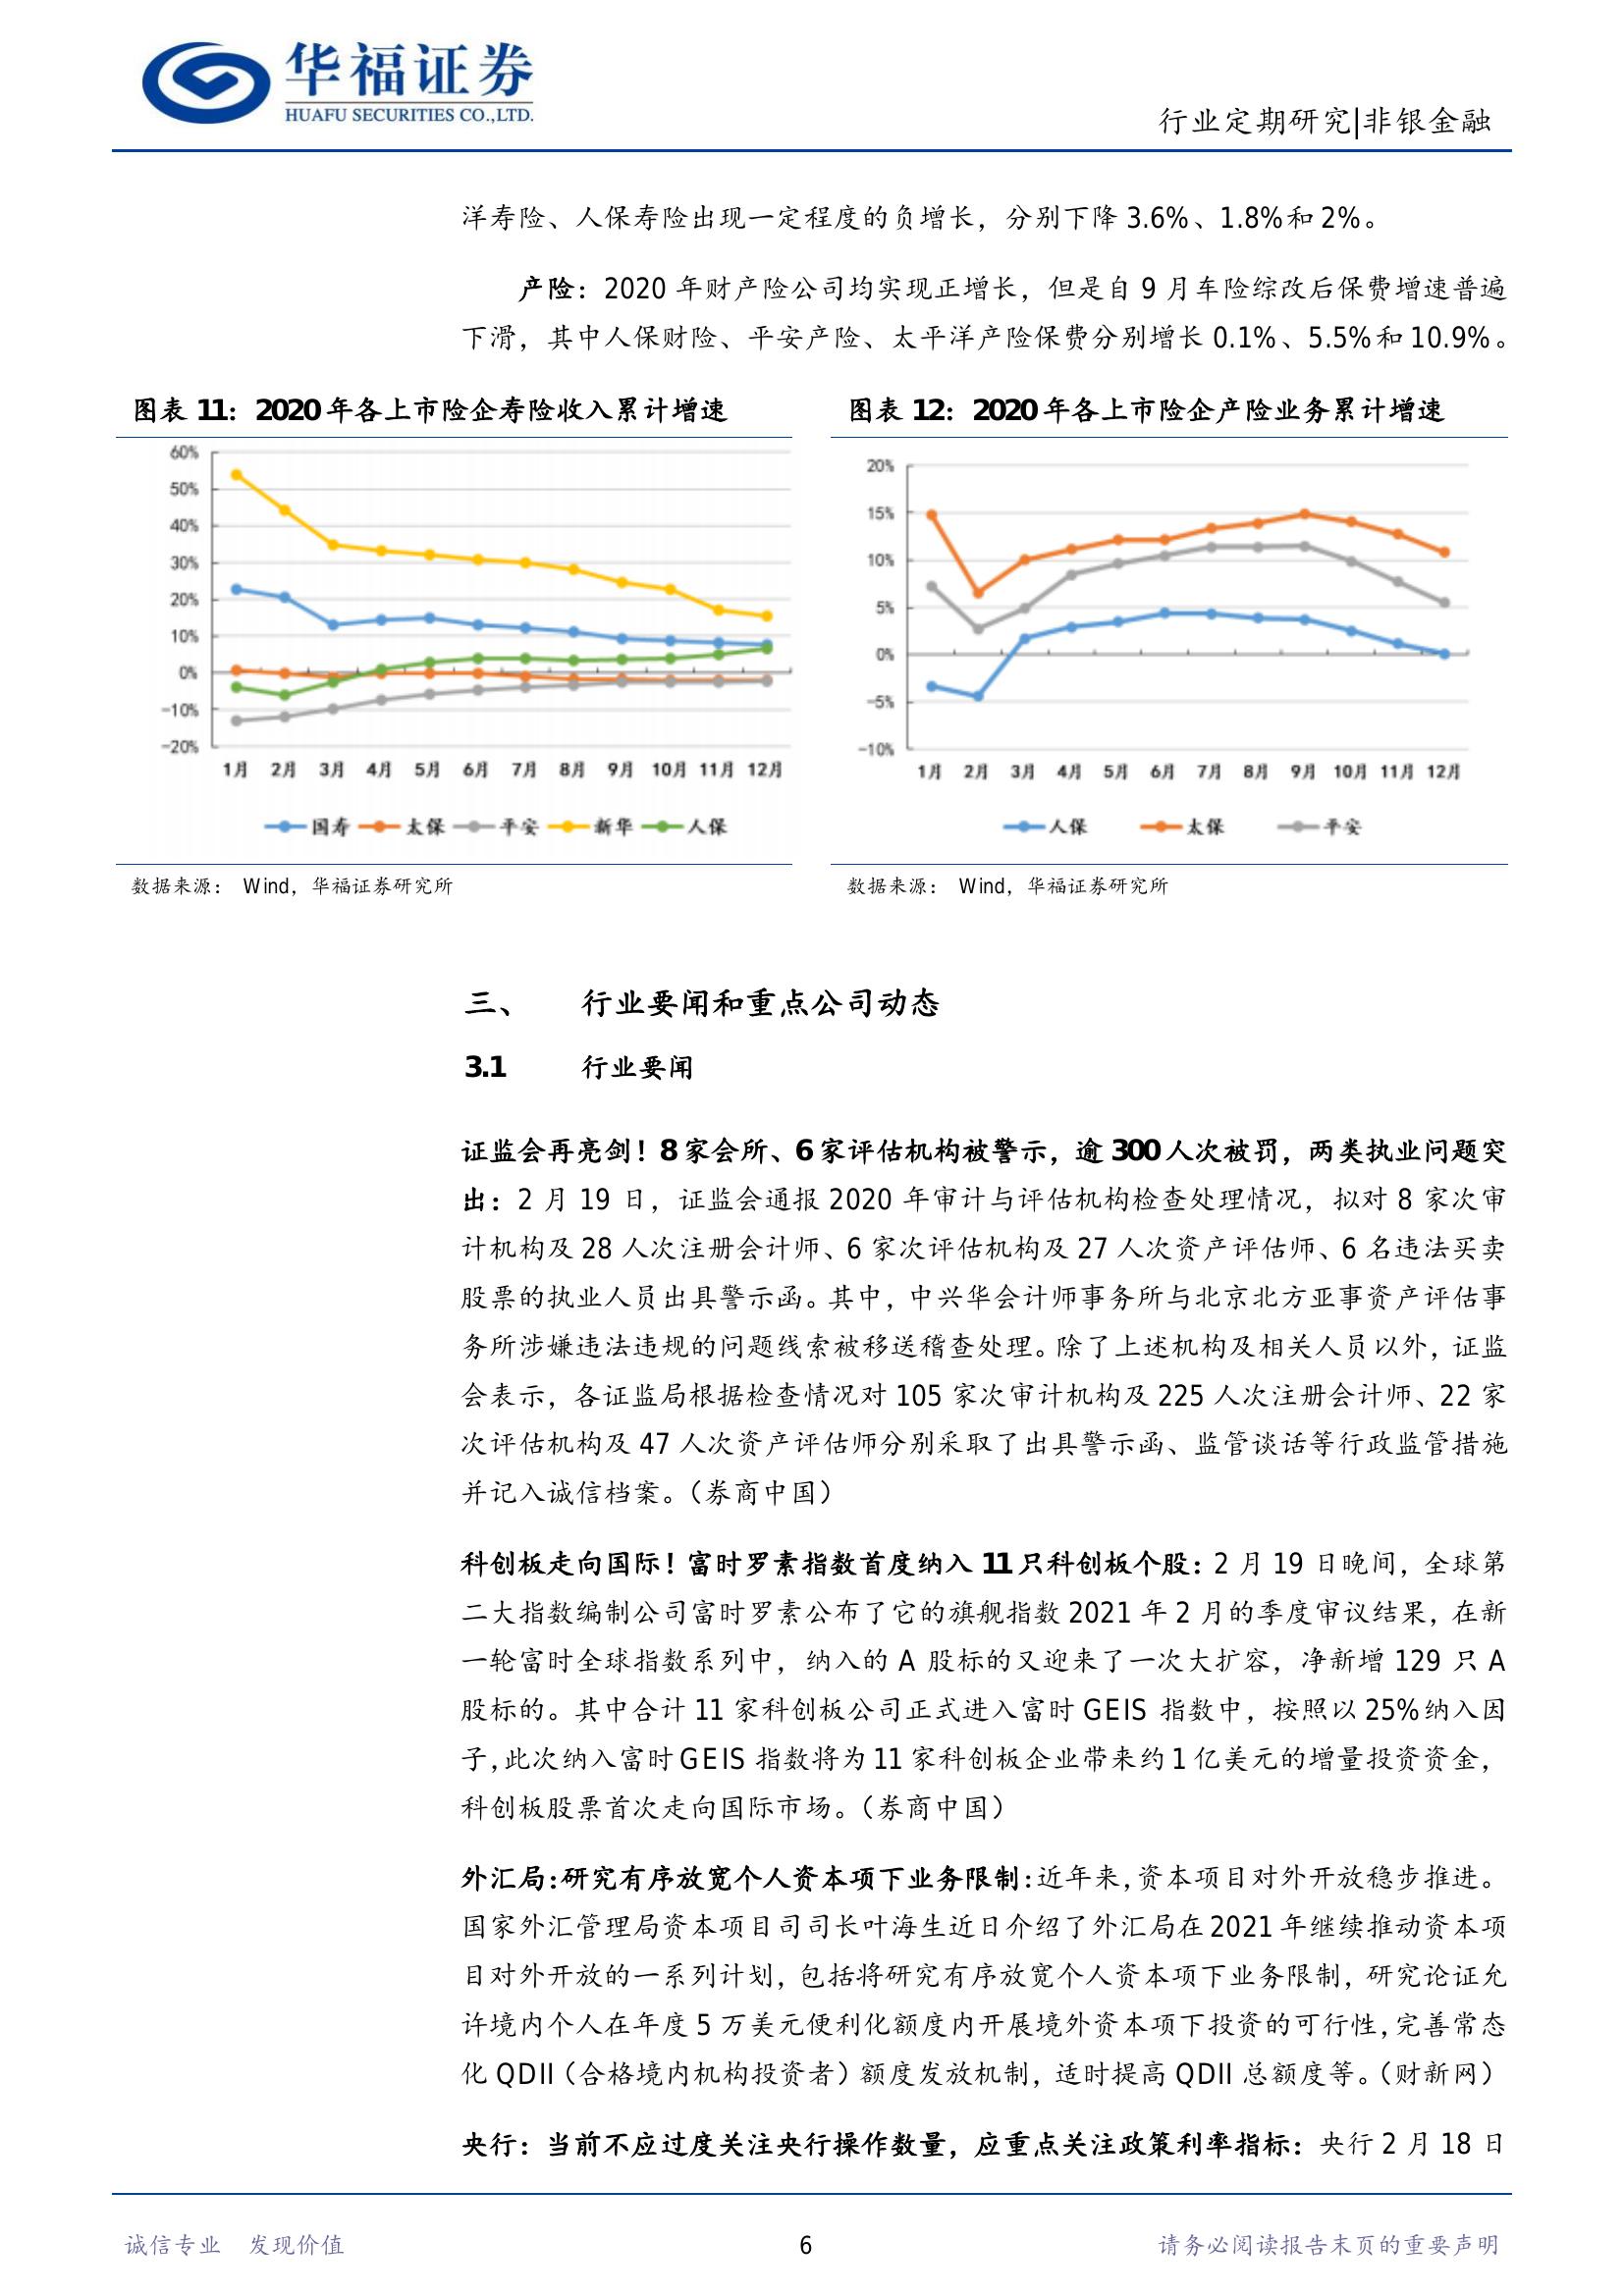 华福证券
HUAFU SECURITIES CO.,LTD.
行业定期研究|非银金融
洋寿险、人保寿险出现一定程度的负增长，分别下降 3.6%、1.8%和 2%。
产险：2020 年财产险公司均实现正增长，但是自 9 月车险综改后保费增速普遍
下滑，其中人保财险、平安产险、太平洋产险保费分别增长 0.1%、5.5%和 10.9%。
图表 11：2020 年各上市险企寿险收入累计增速
60%
50%
40%
30%
20%
10%
0%
-10%
-20%
1月 2月 3月 4月 5月 6月 7月 8月 9月 10月 11月 12月
国寿 太保 平安 新华 人保
数据来源： Wind，华福证券研究所
图表 12：2020 年各上市险企产险业务累计增速
20%
15%
10%
5%
0%
-5%
-10%
1月 2月 3月 4月 5月 6月 7月 8月 9月 10月 11月 12月
人保 太保 平安
数据来源： Wind，华福证券研究所
三、 行业要闻和重点公司动态
3.1 行业要闻
证监会再亮剑！8 家会所、6 家评估机构被警示，逾 300 人次被罚，两类执业问题突
出：2 月 19 日，证监会通报 2020 年审计与评估机构检查处理情况，拟对 8 家次审
计机构及 28 人次注册会计师、6 家次评估机构及 27 人次资产评估师、6 名违法买卖
股票的执业人员出具警示函。其中，中兴华会计师事务所与北京北方亚事资产评估事
务所涉嫌违法违规的问题线索被移送稽查处理。除了上述机构及相关人员以外，证监
会表示，各证监局根据检查情况对 105 家次审计机构及 225 人次注册会计师、22 家
次评估机构及 47 人次资产评估师分别采取了出具警示函、监管谈话等行政监管措施
并记入诚信档案。（券商中国）
科创板走向国际！富时罗素指数首度纳入 11 只科创板个股：2 月 19 日晚间，全球第
二大指数编制公司富时罗素公布了它的旗舰指数 2021 年 2 月的季度审议结果，在新
一轮富时全球指数系列中，纳入的 A 股标的又迎来了一次大扩容，净新增 129 只 A
股标的。其中合计 11 家科创板公司正式进入富时 GEIS 指数中，按照以 25%纳入因
子，此次纳入富时 GEIS 指数将为 11 家科创板企业带来约 1 亿美元的增量投资资金，
科创板股票首次走向国际市场。（券商中国）
外汇局：研究有序放宽个人资本项下业务限制：近年来，资本项目对外开放稳步推进。
国家外汇管理局资本项目司司长叶海生近日介绍了外汇局在 2021 年继续推动资本项
目对外开放的一系列计划，包括将研究有序放宽个人资本项下业务限制，研究论证允
许境内个人在年度 5 万美元便利化额度内开展境外资本项下投资的可行性，完善常态
化 QDII（合格境内机构投资者）额度发放机制，适时提高 QDII 总额度等。（财新网）
央行：当前不应过度关注央行操作数量，应重点关注政策利率指标：央行 2 月 18 日
诚信专业 发现价值
6
请务必阅读报告末页的重要声明